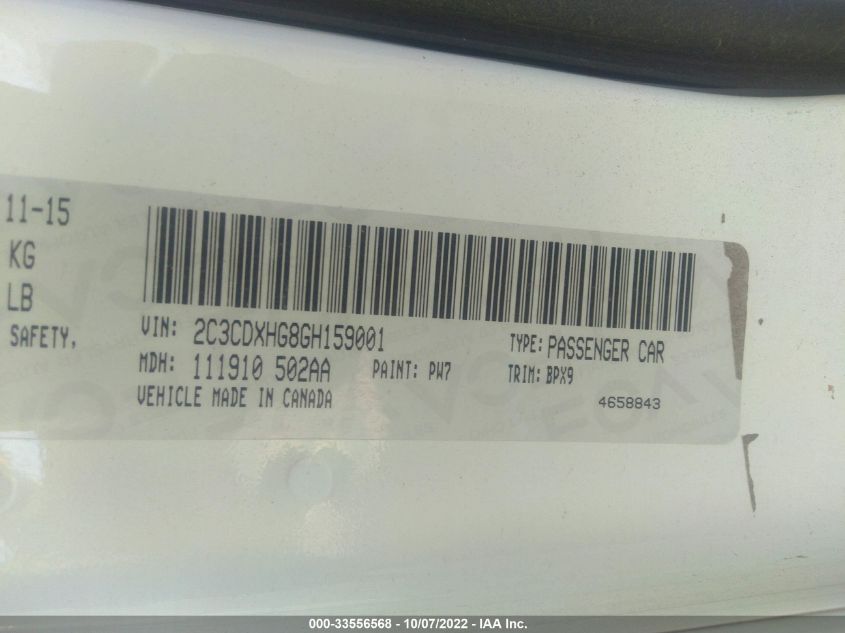 11-15
KG
LB
SAFETY.
VIN: 2C3CDXHG8GH159001
TYPE: PASSENGER CAR
MDH: 111910 502AA
PAINT: PW7
TRIM: BPX9
VEHICLE MADE IN CANADA
4658843
000-33556568 - 10/07/2022 - IAA Inc.